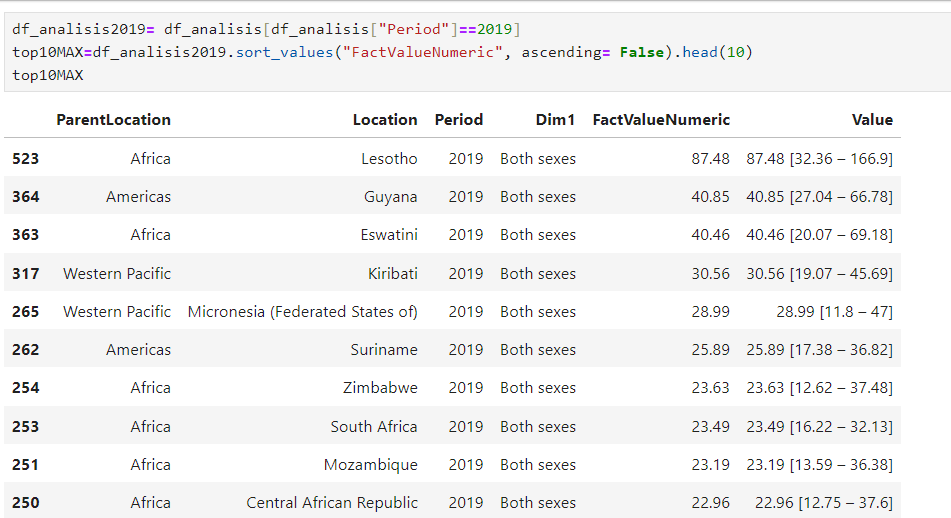 df_analisis2019= df_analisis[df_analisis["Period"]==2019]
top10MAX=df_analisis2019.sort_values("FactValueNumeric", ascending= False).head(10)
top10MAX
ParentLocation Location Period Dim1 FactValueNumeric Value
523 Africa Lesotho 2019 Both sexes 87.48 87.48 [32.36 – 166.9]
364 Americas Guyana 2019 Both sexes 40.85 40.85 [27.04 – 66.78]
363 Africa Eswatini 2019 Both sexes 40.46 40.46 [20.07 – 69.18]
317 Western Pacific Kiribati 2019 Both sexes 30.56 30.56 [19.07 – 45.69]
265 Western Pacific Micronesia (Federated States of) 2019 Both sexes 28.99 28.99 [11.8 – 47]
262 Americas Suriname 2019 Both sexes 25.89 25.89 [17.38 – 36.82]
254 Africa Zimbabwe 2019 Both sexes 23.63 23.63 [12.62 – 37.48]
253 Africa South Africa 2019 Both sexes 23.49 23.49 [16.22 – 32.13]
251 Africa Mozambique 2019 Both sexes 23.19 23.19 [13.59 – 36.38]
250 Africa Central African Republic 2019 Both sexes 22.96 22.96 [12.75 – 37.6]